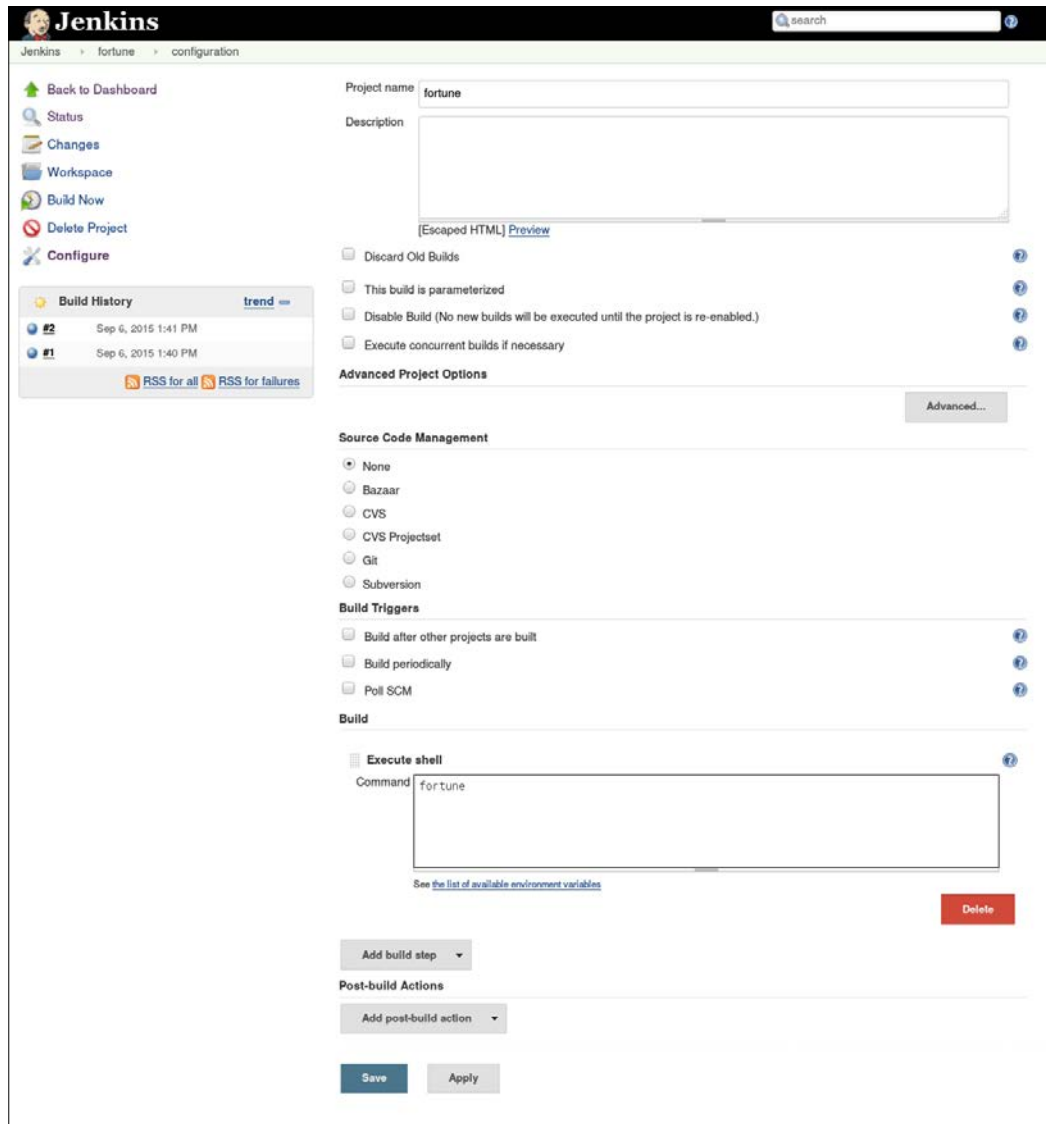 Jenkins
search
Jenkins › fortune › configuration
Back to Dashboard
Status
Changes
Workspace
Build Now
Delete Project
Configure
Build History trend
#2 Sep 6, 2015 1:41 PM
#1 Sep 6, 2015 1:40 PM
RSS for all RSS for failures
Project name fortune
Description
[Escaped HTML] Preview
Discard Old Builds
This build is parameterized
Disable Build (No new builds will be executed until the project is re-enabled.)
Execute concurrent builds if necessary
Advanced Project Options
Advanced...
Source Code Management
None
Bazaar
CVS
CVS Projectset
Git
Subversion
Build Triggers
Build after other projects are built
Build periodically
Poll SCM
Build
Execute shell
Command fortune
See the list of available environment variables
Delete
Add build step
Post-build Actions
Add post-build action
Save Apply